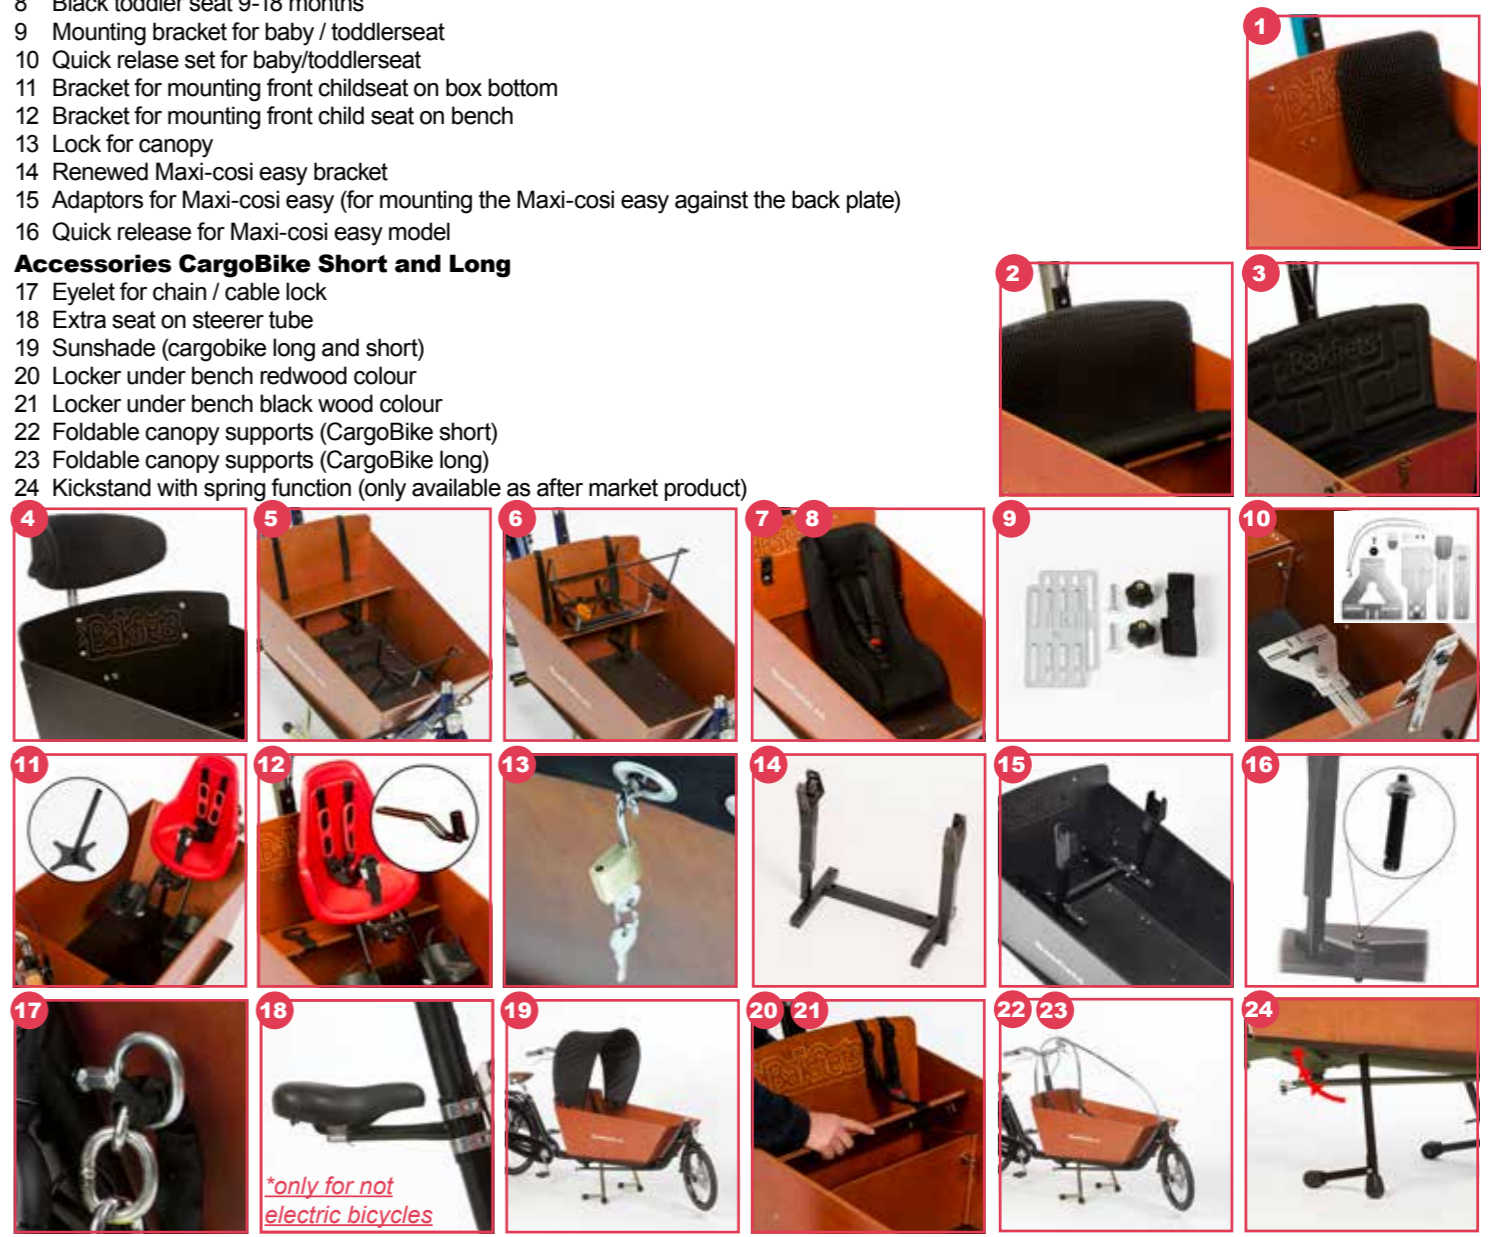 8 Black toddler seat 9-18 months
9 Mounting bracket for baby / toddlerseat
10 Quick relase set for baby/toddlerseat
11 Bracket for mounting front childseat on box bottom
12 Bracket for mounting front child seat on bench
13 Lock for canopy
14 Renewed Maxi-cosi easy bracket
15 Adaptors for Maxi-cosi easy (for mounting the Maxi-cosi easy against the back plate)
16 Quick release for Maxi-cosi easy model
Accessories CargoBike Short and Long
17 Eyelet for chain / cable lock
18 Extra seat on steerer tube
19 Sunshade (cargobike long and short)
20 Locker under bench redwood colour
21 Locker under bench black wood colour
22 Foldable canopy supports (CargoBike short)
23 Foldable canopy supports (CargoBike long)
24 Kickstand with spring function (only available as after market product)
1
2
3
Bakfiets
4
Bakfiets
5
6
7 8
9
10
11
12
13
14
15
16
17
18
*only for not
electric bicycles
19
20 21
Bakfiets
22 23
24